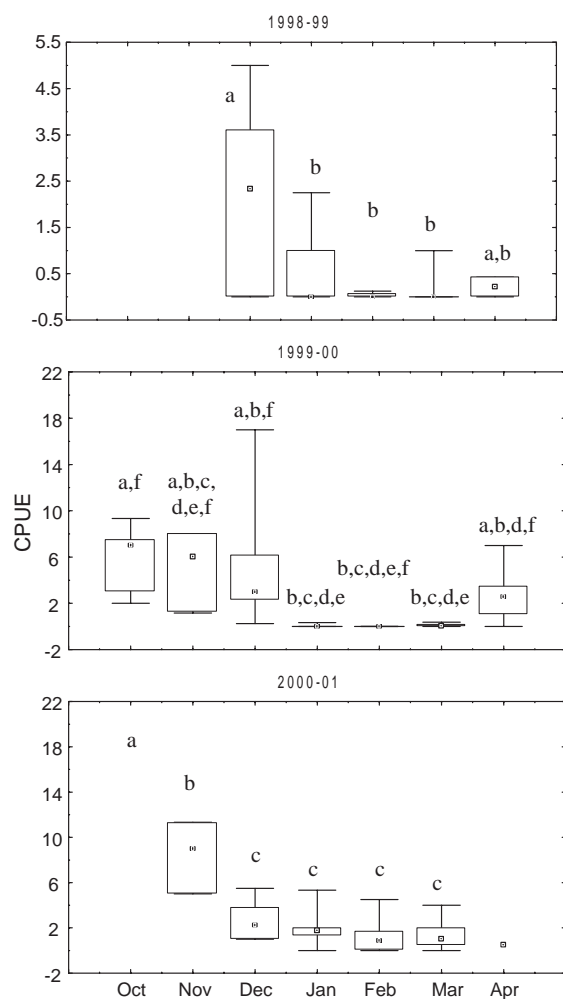 1998-99
5.5
4.5
3.5
2.5
1.5
0.5
-0.5
a
b
b
b
a,b
1999-00
CPUE
22
18
14
10
6
2
-2
a,f
a,b,c,
d,e,f
a,b,f
b,c,d,e
b,c,d,e,f
b,c,d,e
a,b,d,f
2000-01
22
18
14
10
6
2
-2
a
b
c
c
c
c
Oct Nov Dec Jan Feb Mar Apr